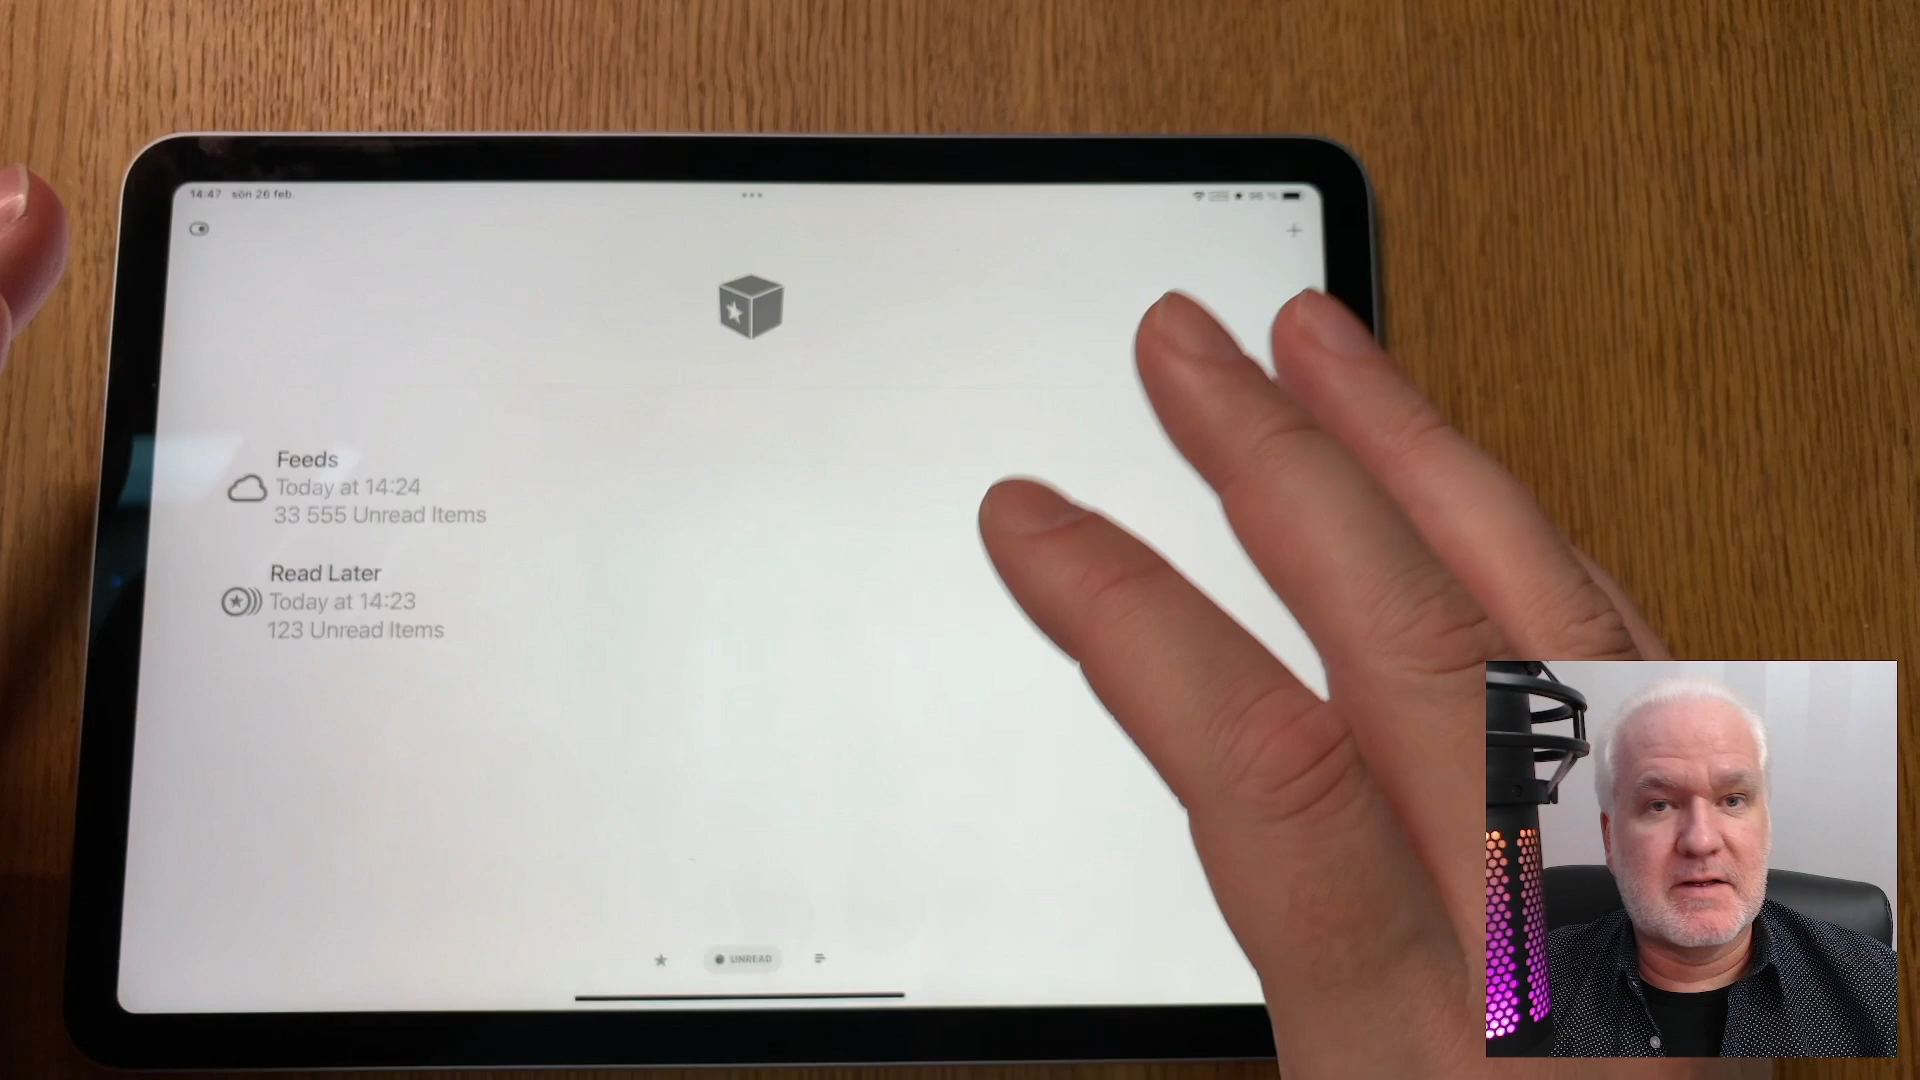 14:47 sön 26 feb.
Feeds
Today at 14:24
33 555 Unread Items
Read Later
Today at 14:23
123 Unread Items
UNREAD